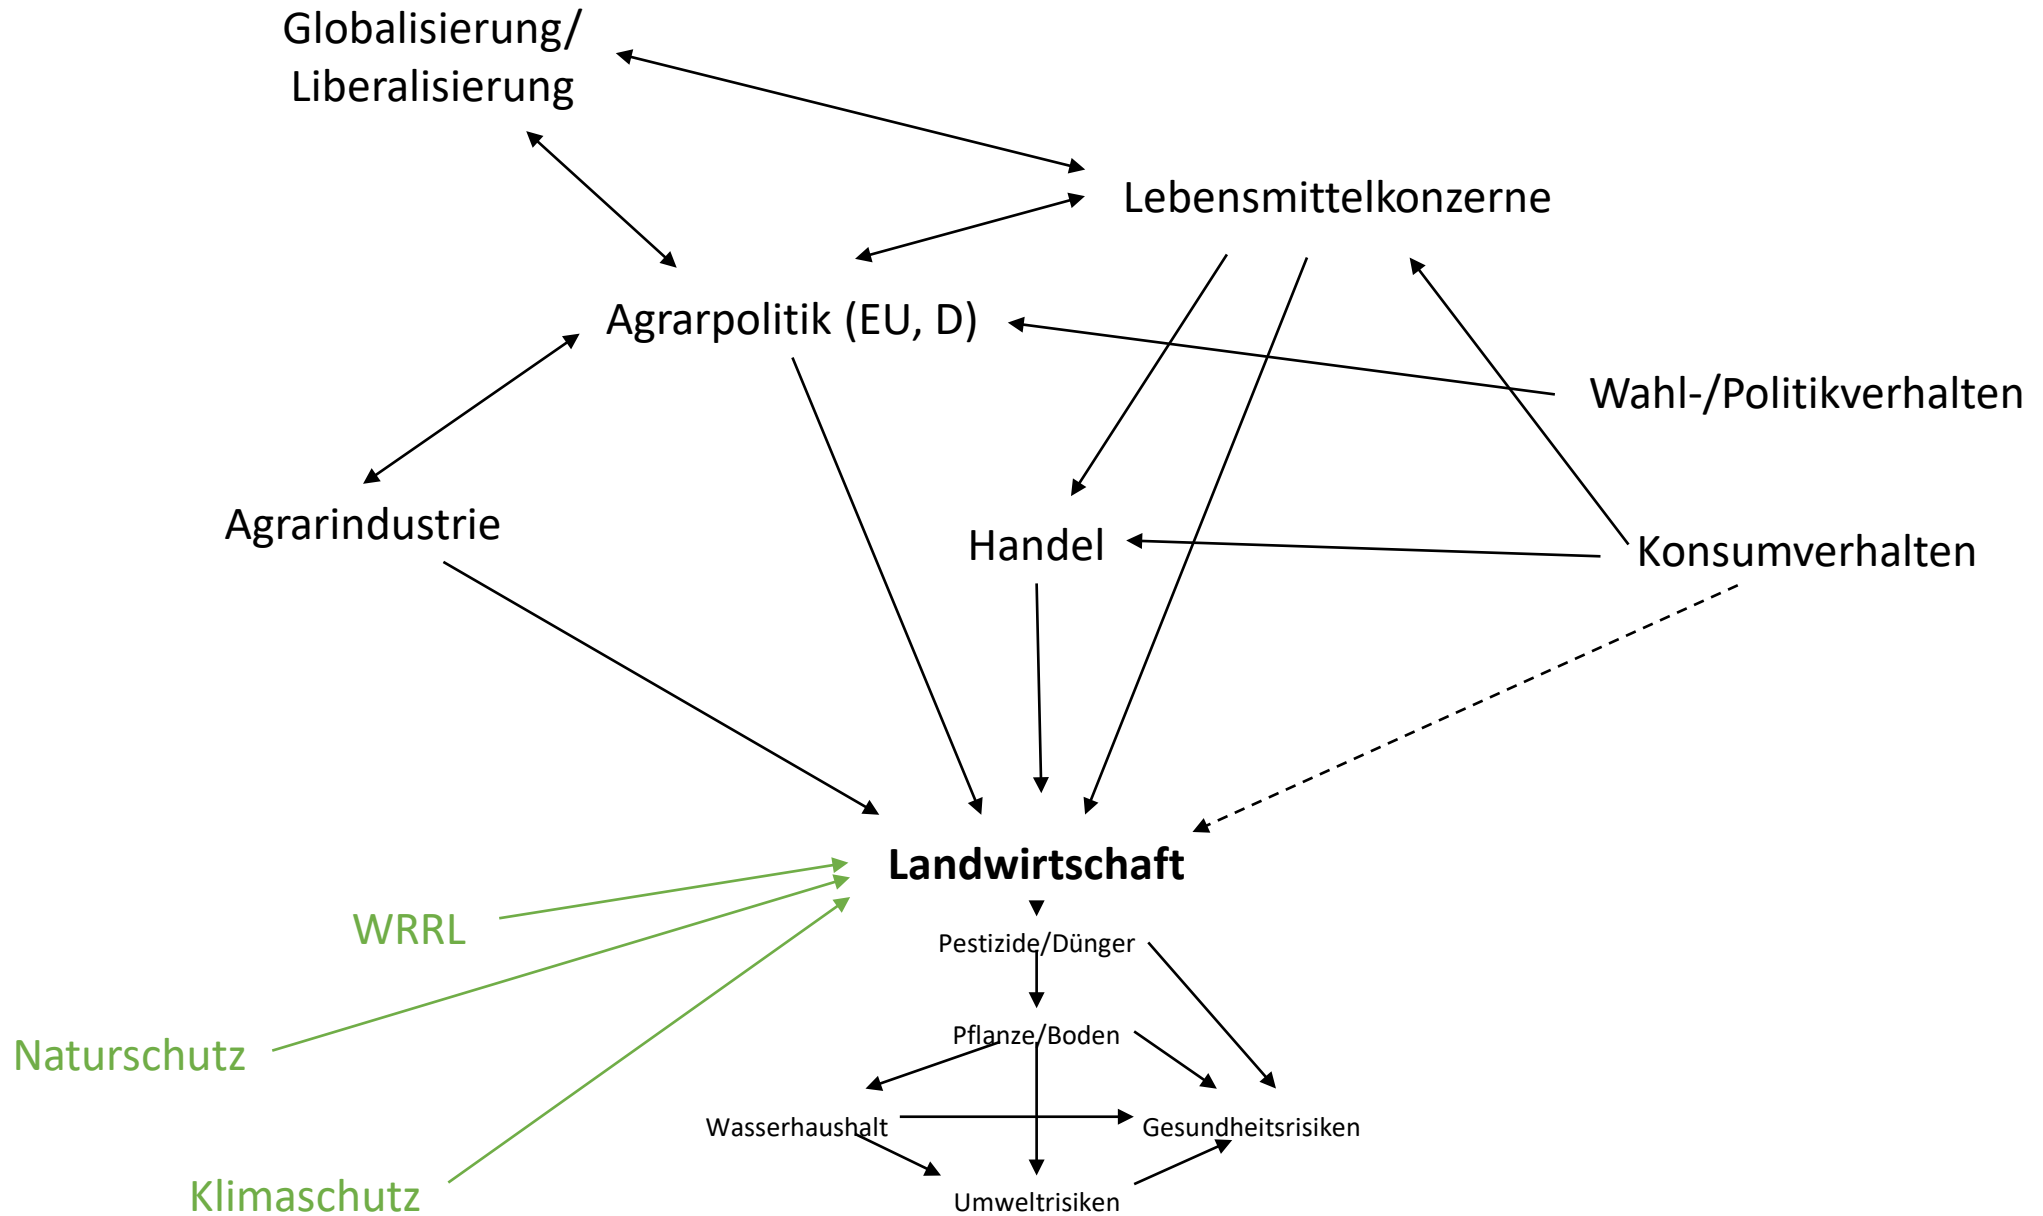 Globalisierung/
Liberalisierung
Lebensmittelkonzerne
Agrarpolitik (EU, D)
Wahl-/Politikverhalten
Agrarindustrie
Handel
Konsumverhalten
Landwirtschaft
WRRL
Pestizide/Dünger
Pflanze/Boden
Naturschutz
Wasserhaushalt
Gesundheitsrisiken
Klimaschutz
Umweltrisiken